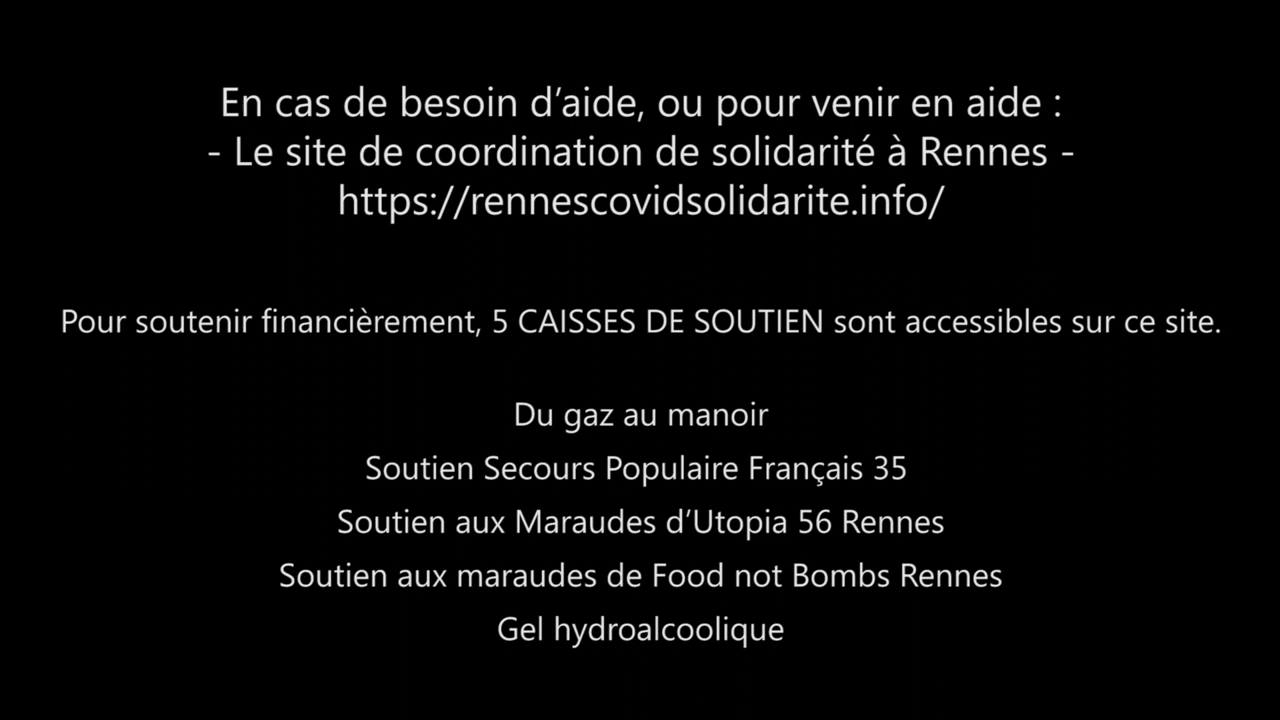 En cas de besoin d’aide, ou pour venir en aide :
- Le site de coordination de solidarité à Rennes -
https://rennescovidsolidarite.info/
Pour soutenir financièrement, 5 CAISSES DE SOUTIEN sont accessibles sur ce site.
Du gaz au manoir
Soutien Secours Populaire Français 35
Soutien aux Maraudes d’Utopia 56 Rennes
Soutien aux maraudes de Food not Bombs Rennes
Gel hydroalcoolique